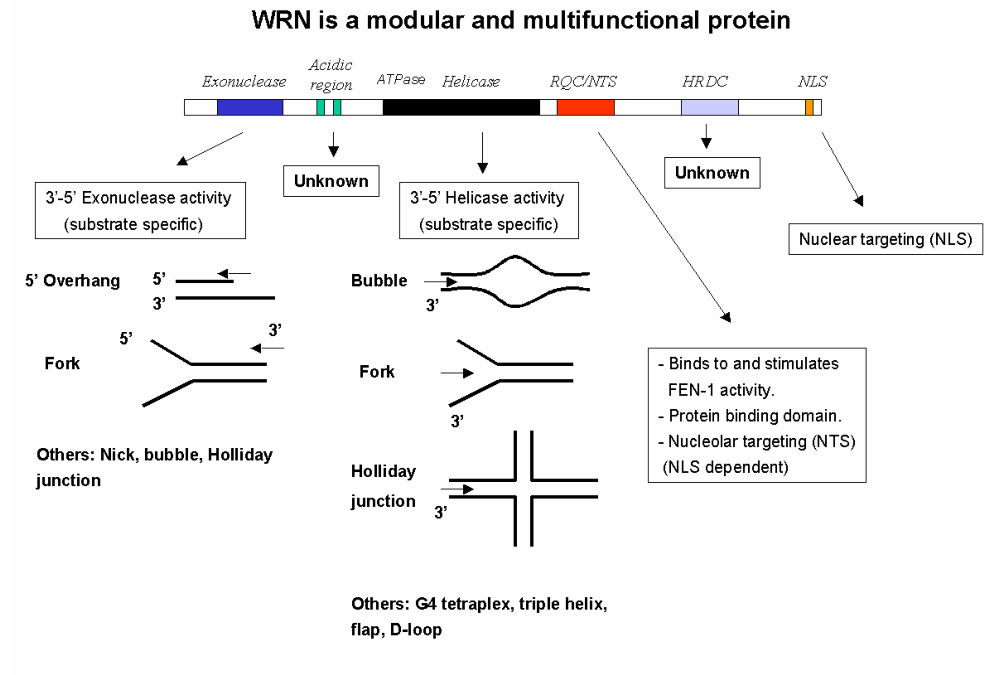 WRN is a modular and multifunctional protein
Exonuclease
Acidic
region
ATPase
Helicase
RQC/NTS
HRDC
NLS
3’-5’ Exonuclease activity
(substrate specific)
Unknown
3’-5’ Helicase activity
(substrate specific)
Unknown
Nuclear targeting (NLS)
5’ Overhang
5’
3’
Fork
5’
3’
Others: Nick, bubble, Holliday
junction
Bubble
3’
Fork
3’
Holliday
junction
3’
Others: G4 tetraplex, triple helix,
flap, D-loop
- Binds to and stimulates
FEN-1 activity.
- Protein binding domain.
- Nucleolar targeting (NTS)
(NLS dependent)